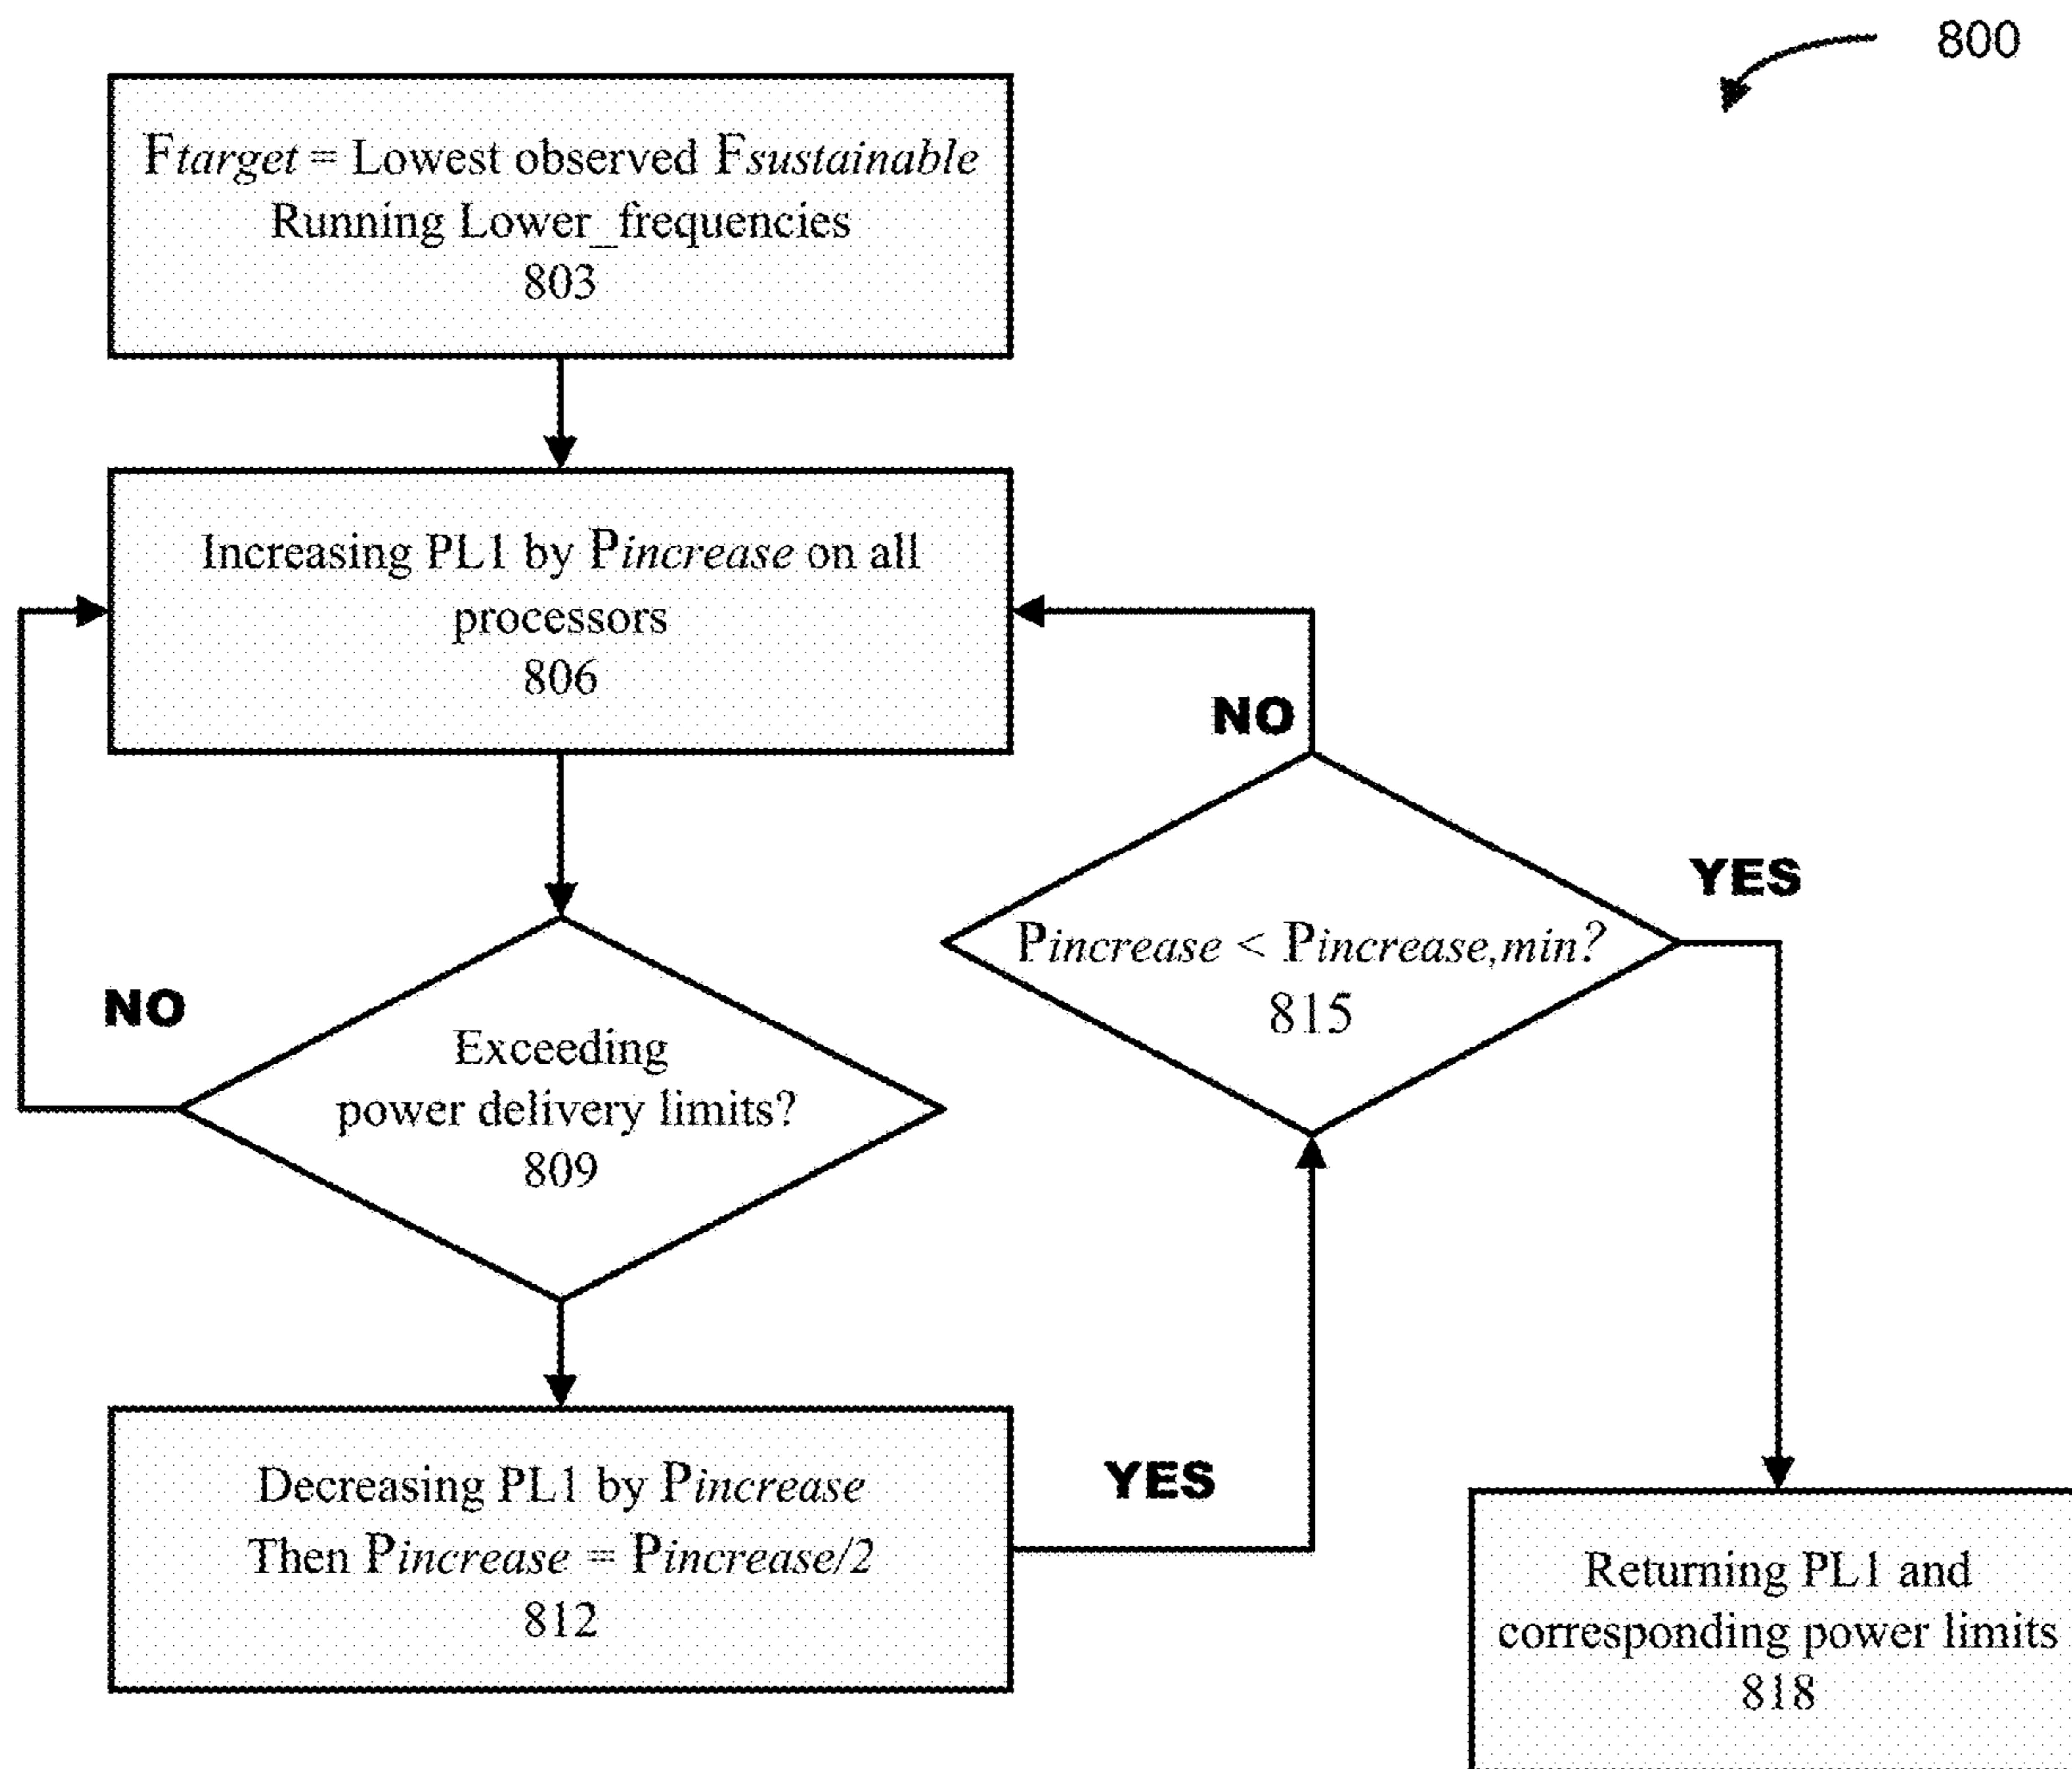 800
Ftarget = Lowest observed Fsustainable
Running Lower_frequencies
803
Increasing PL1 by Pincrease on all
processors
806
NO
Exceeding
power delivery limits?
809
NO
Pincrease < Pincrease,min?
815
YES
Decreasing PL1 by Pincrease
Then Pincrease = Pincrease/2
812
YES
Returning PL1 and
corresponding power limits
818